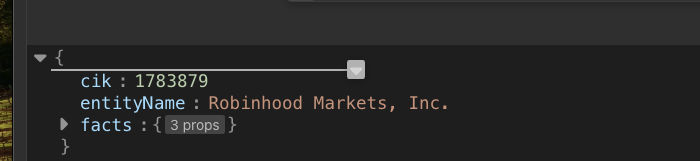 {
cik : 1783879
entityName : Robinhood Markets, Inc.
facts : { 3 props }
}